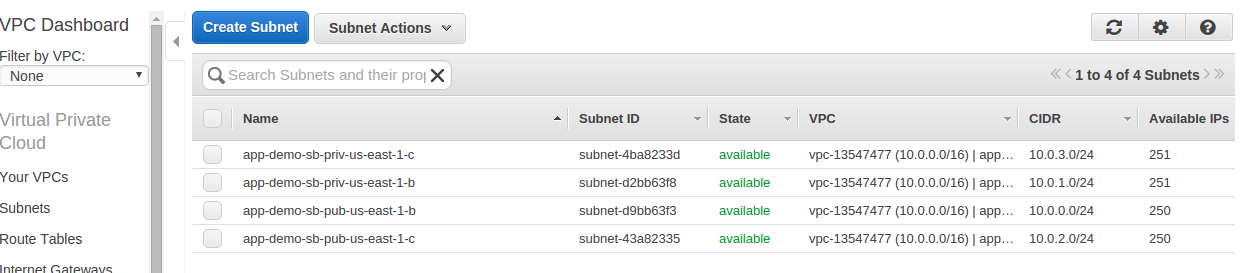 VPC Dashboard
Filter by VPC:
None
Virtual Private
Cloud
Your VPCs
Subnets
Route Tables
Internet Gateways
Create Subnet Subnet Actions
Search Subnets and their prop
1 to 4 of 4 Subnets
Name Subnet ID State VPC CIDR Available IPs
app-demo-sb-priv-us-east-1-c subnet-4ba8233d available vpc-13547477 (10.0.0.0/16) | app… 10.0.3.0/24 251
app-demo-sb-priv-us-east-1-b subnet-d2bb63f8 available vpc-13547477 (10.0.0.0/16) | app… 10.0.1.0/24 251
app-demo-sb-pub-us-east-1-b subnet-d9bb63f3 available vpc-13547477 (10.0.0.0/16) | app… 10.0.0.0/24 250
app-demo-sb-pub-us-east-1-c subnet-43a82335 available vpc-13547477 (10.0.0.0/16) | app… 10.0.2.0/24 250